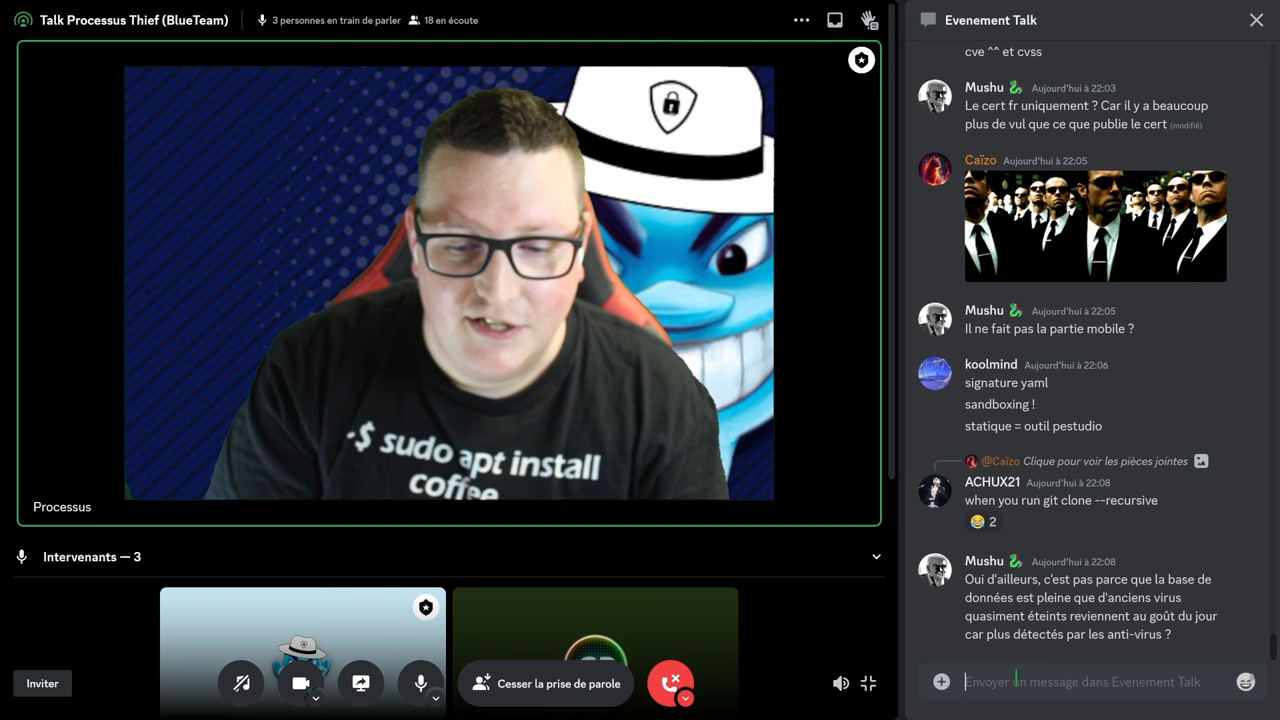 Talk Processus Thief (BlueTeam)
3 personnes en train de parler
18 en écoute
Processus
·$ sudo apt install
coffee
Intervenants — 3
Inviter
Cesser la prise de parole
Evenement Talk
cve ^^ et cvss
Mushu 🐉 Aujourd'hui à 22:03
Le cert fr uniquement ? Car il y a beaucoup
plus de vul que ce que publie le cert (modifié)
Caïzo Aujourd'hui à 22:05
Mushu 🐉 Aujourd'hui à 22:05
Il ne fait pas la partie mobile ?
koolmind Aujourd'hui à 22:06
signature yaml
sandboxing !
statique = outil pestudio
@Caïzo Clique pour voir les pièces jointes
ACHUX21 Aujourd'hui à 22:08
when you run git clone --recursive
😂 2
Mushu 🐉 Aujourd'hui à 22:08
Oui d'ailleurs, c'est pas parce que la base de
données est pleine que d'anciens virus
quasiment éteints reviennent au goût du jour
car plus détectés par les anti-virus ?
Envoyer un message dans Evenement Talk